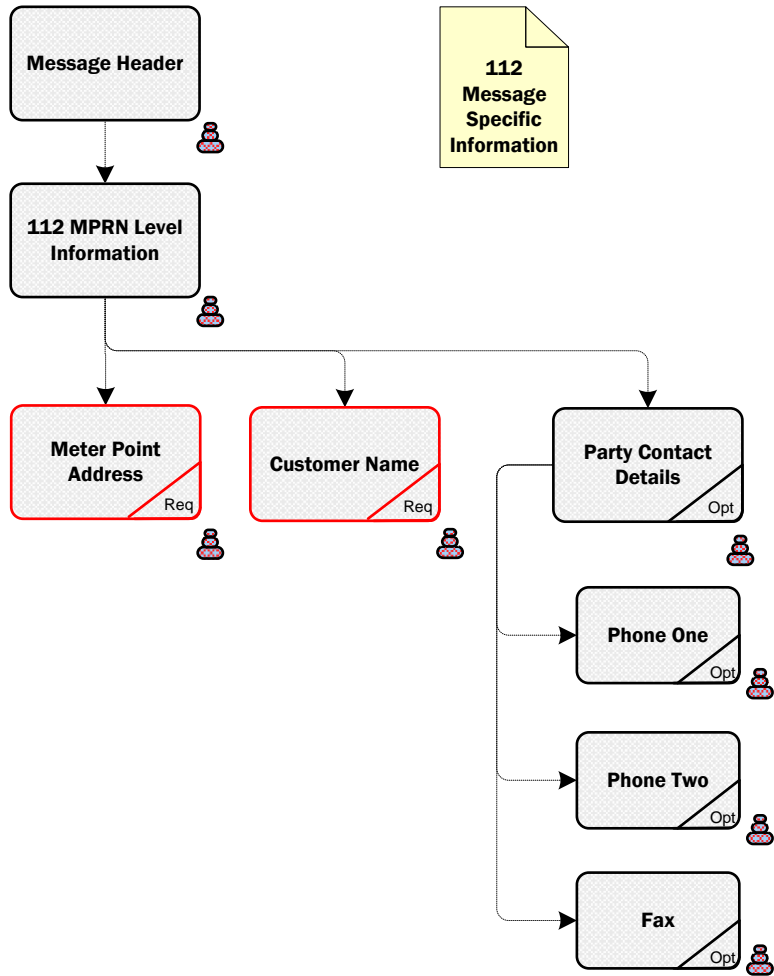 Message Header
112
Message
Specific
Information
112 MPRN Level
Information
Meter Point
Address
Req
Customer Name
Req
Party Contact
Details
Opt
Phone One
Opt
Phone Two
Opt
Fax
Opt